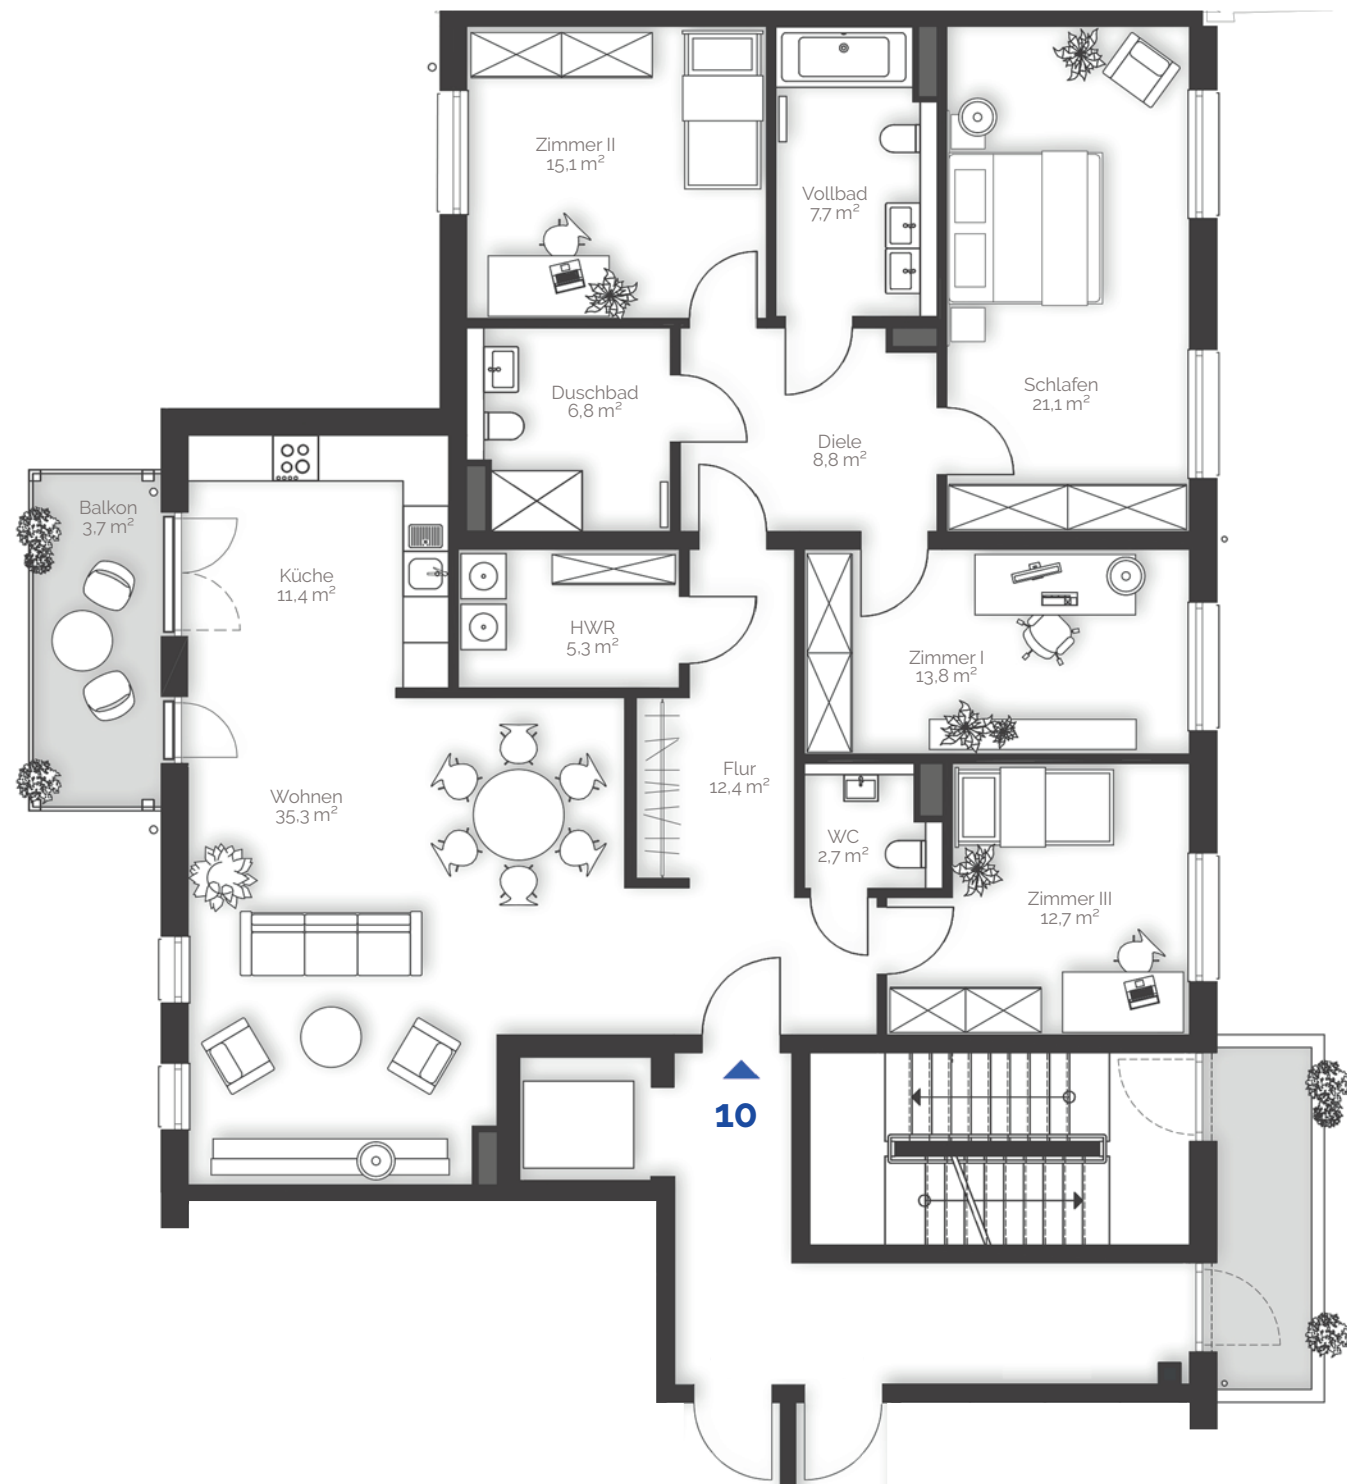 Zimmer II
15,1 m²
Vollbad
7,7 m²
Schlafen
21,1 m²
Duschbad
6,8 m²
Diele
8,8 m²
Balkon
3,7 m²
Küche
11,4 m²
HWR
5,3 m²
Zimmer I
13,8 m²
Flur
12,4 m²
Wohnen
35,3 m²
WC
2,7 m²
Zimmer III
12,7 m²
10